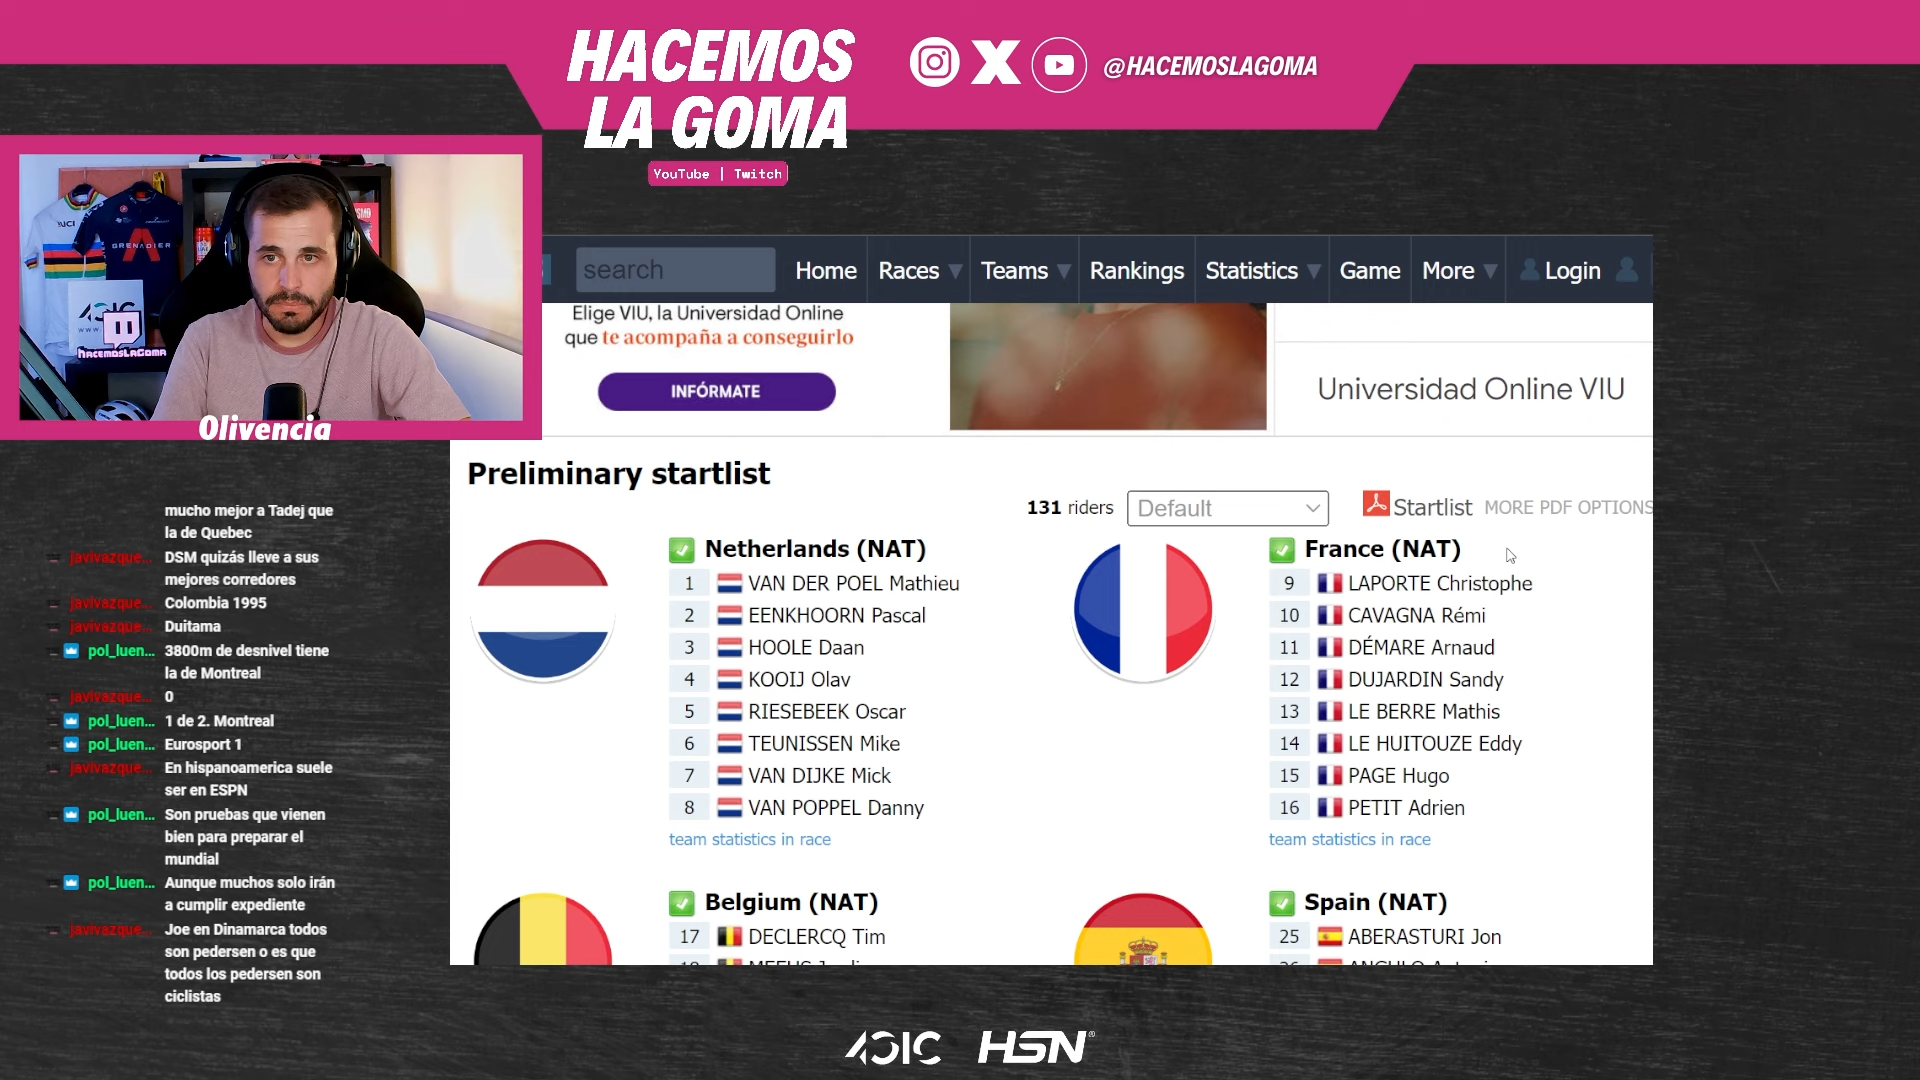 HACEMOS
LA GOMA
YouTube | Twitch
@HACEMOSLAGOMA
GRENADIER
HACEMOSLAGOMA
Olivencia
search
Home
Races
Teams
Rankings
Statistics
Game
More
Login
Elige VIU, la Universidad Online
que te acompaña a conseguirlo
INFÓRMATE
Universidad Online VIU
Preliminary startlist
131 riders
Default
Startlist
MORE PDF OPTIONS
Netherlands (NAT)
1 VAN DER POEL Mathieu
2 EENKHOORN Pascal
3 HOOLE Daan
4 KOOIJ Olav
5 RIESEBEEK Oscar
6 TEUNISSEN Mike
7 VAN DIJKE Mick
8 VAN POPPEL Danny
team statistics in race
France (NAT)
9 LAPORTE Christophe
10 CAVAGNA Rémi
11 DÉMARE Arnaud
12 DUJARDIN Sandy
13 LE BERRE Mathis
14 LE HUITOUZE Eddy
15 PAGE Hugo
16 PETIT Adrien
team statistics in race
Belgium (NAT)
17 DECLERCQ Tim
Spain (NAT)
25 ABERASTURI Jon
mucho mejor a Tadej que
la de Quebec
javivazque... DSM quizás lleve a sus
mejores corredores
javivazque... Colombia 1995
javivazque... Duitama
pol_luen... 3800m de desnivel tiene
la de Montreal
javivazque... 0
pol_luen... 1 de 2. Montreal
pol_luen... Eurosport 1
javivazque... En hispanoamerica suele
ser en ESPN
pol_luen... Son pruebas que vienen
bien para preparar el
mundial
pol_luen... Aunque muchos solo irán
a cumplir expediente
javivazque... Joe en Dinamarca todos
son pedersen o es que
todos los pedersen son
ciclistas
HSN®